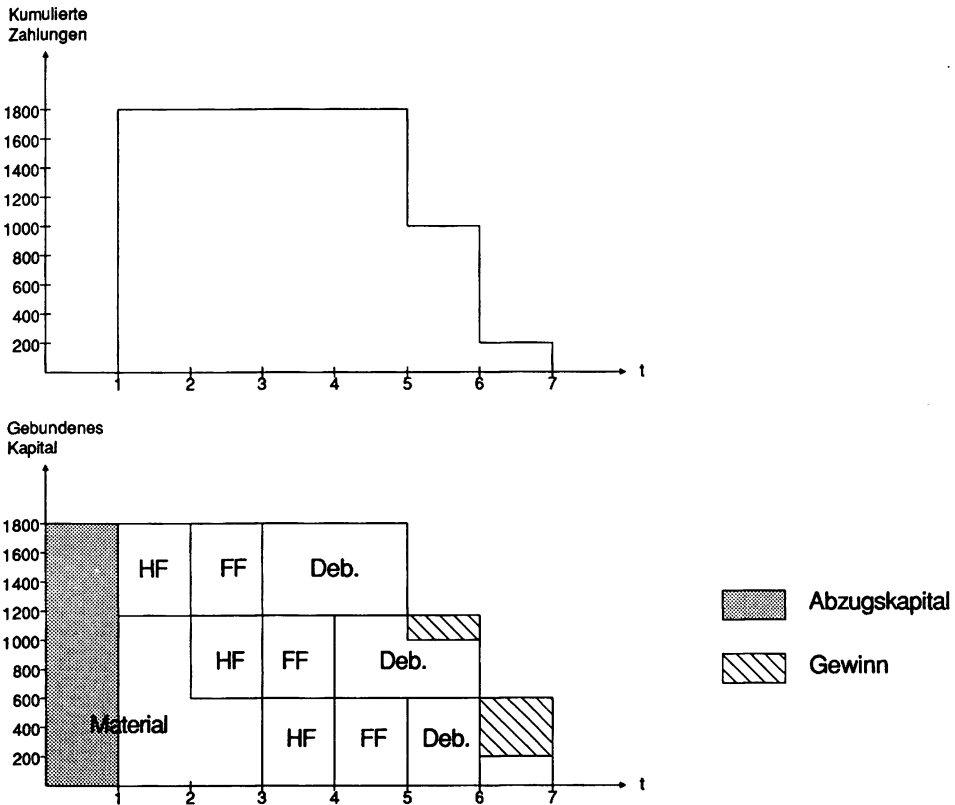 Kumulierte
Zahlungen
1800
1600
1400
1200
1000
800
600
400
200
1 2 3 4 5 6 7 t
Gebundenes
Kapital
1800
1600
1400
1200
1000
800
600
400
200
HF FF Deb.
HF FF Deb.
Material
HF FF Deb.
1 2 3 4 5 6 7 t
Abzugskapital
Gewinn